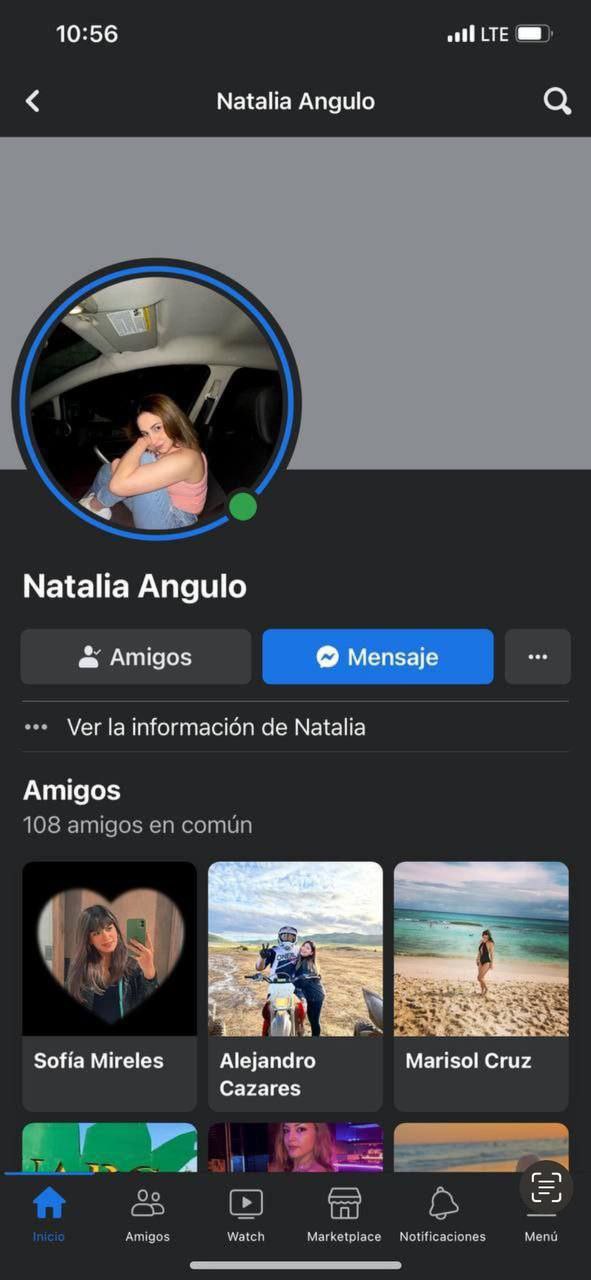 10:56
LTE
Natalia Angulo
Natalia Angulo
Amigos
Mensaje
Ver la información de Natalia
Amigos
108 amigos en común
Sofía Mireles
Alejandro
Cazares
Marisol Cruz
Inicio
Amigos
Watch
Marketplace
Notificaciones
Menú